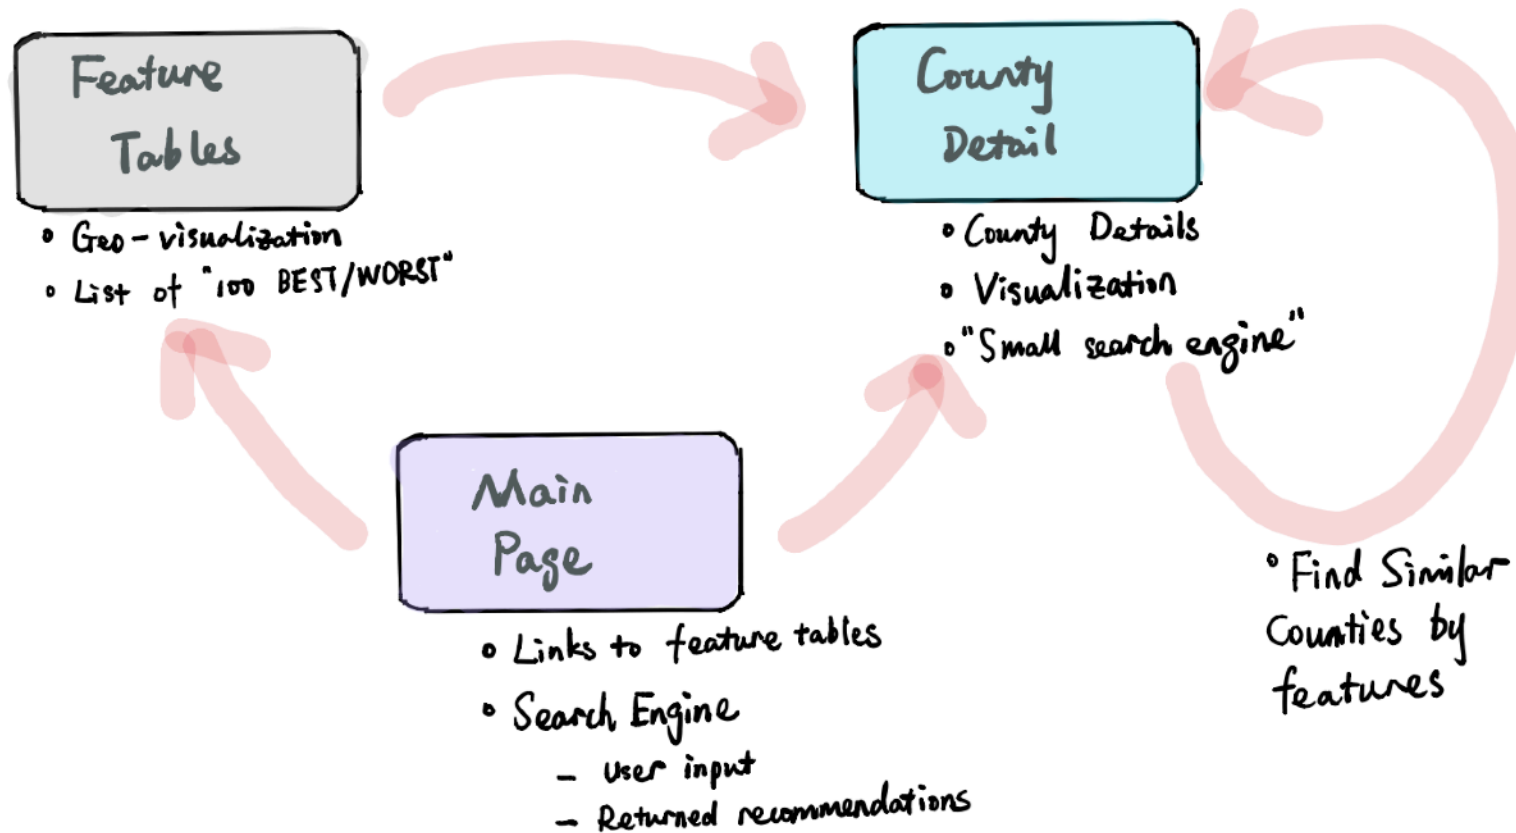 Feature
Tables
• Geo-visualization
• List of "100 BEST/WORST"
County
Detail
• County Details
• Visualization
• "Small search engine"
Main
Page
• Links to feature tables
• Search Engine
- User input
- Returned recommendations
• Find Similar
Counties by
features